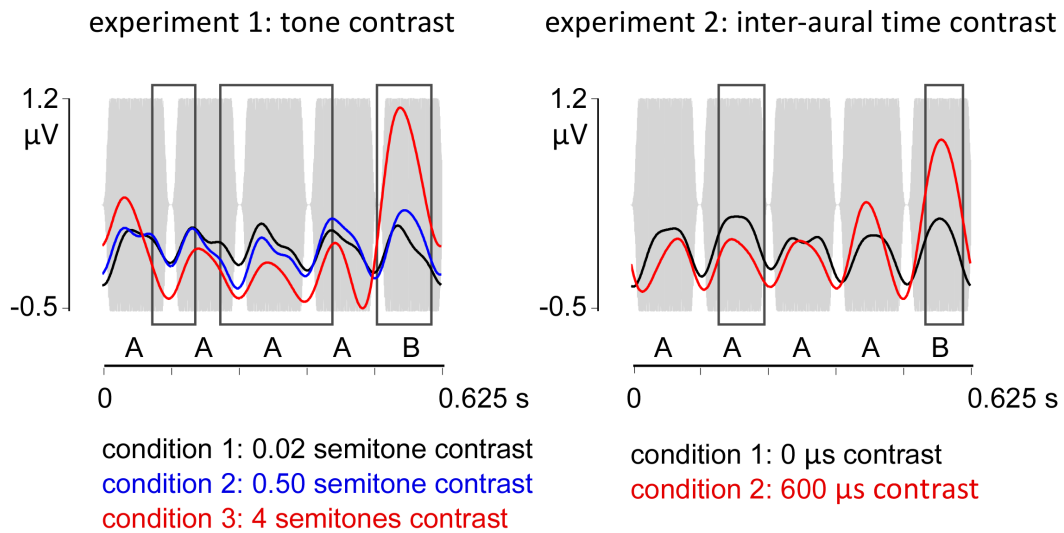 experiment 1: tone contrast
1.2
µV
-0.5
A A A A B
0 0.625 s
condition 1: 0.02 semitone contrast
condition 2: 0.50 semitone contrast
condition 3: 4 semitones contrast
experiment 2: inter-aural time contrast
1.2
µV
-0.5
A A A A B
0 0.625 s
condition 1: 0 µs contrast
condition 2: 600 µs contrast